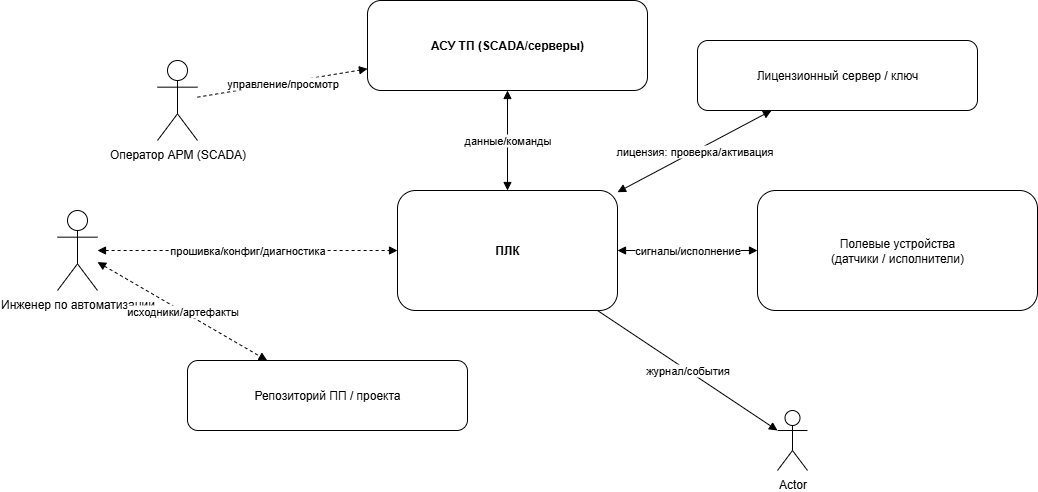 АСУ ТП (SCADA/серверы)
Лицензионный сервер / ключ
управление/просмотр
Оператор АРМ (SCADA)
данные/команды
лицензия: проверка/активация
прошивка/конфиг/диагностика
ПЛК
сигналы/исполнение
Полевые устройства
(датчики / исполнители)
Инженер по автоматизации
исходники/артефакты
журнал/события
Репозиторий ПП / проекта
Actor